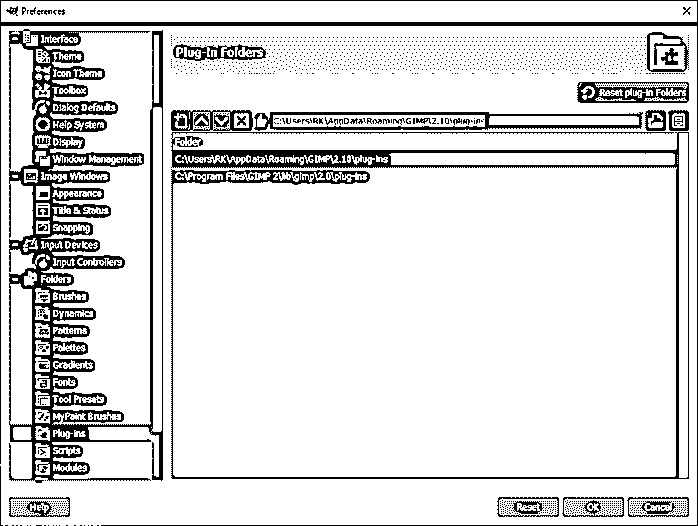 Preferences
Interface
Theme
Icon Theme
Toolbox
Dialog Defaults
Help System
Display
Window Management
Image Windows
Appearance
Title & Status
Snapping
Input Devices
Input Controllers
Folders
Brushes
Dynamics
Patterns
Palettes
Gradients
Fonts
Tool Presets
MyPaint Brushes
Plug-ins
Scripts
Modules
Plug-in Folders
Reset plug-in Folders
C:\Users\RK\AppData\Roaming\GIMP\2.10\plug-ins
Folder
C:\Users\RK\AppData\Roaming\GIMP\2.10\plug-ins
C:\Program Files\GIMP 2\lib\gimp\2.0\plug-ins
Help
Reset
OK
Cancel